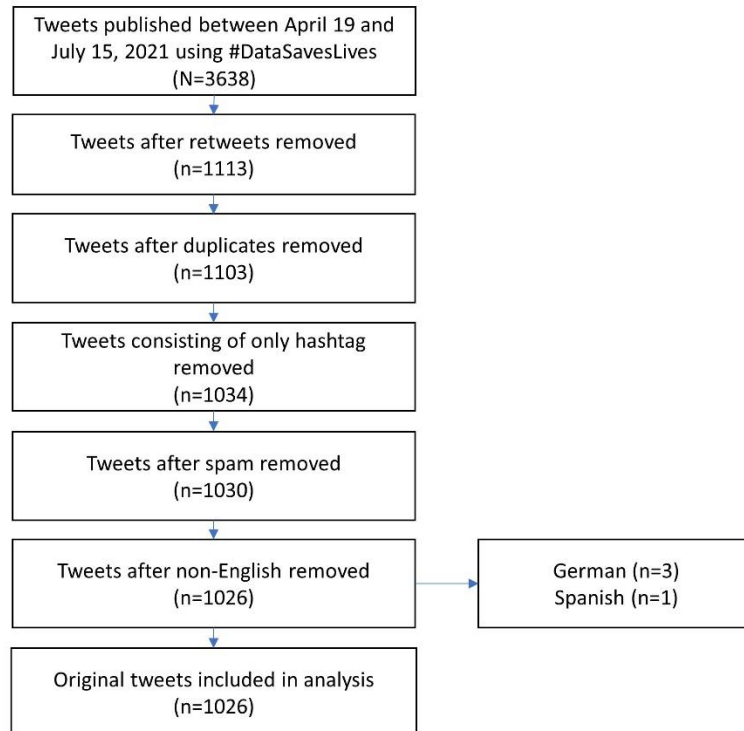 Tweets published between April 19 and
July 15, 2021 using #DataSavesLives
(N=3638)
Tweets after retweets removed
(n=1113)
Tweets after duplicates removed
(n=1103)
Tweets consisting of only hashtag
removed
(n=1034)
Tweets after spam removed
(n=1030)
Tweets after non-English removed
(n=1026)
German (n=3)
Spanish (n=1)
Original tweets included in analysis
(n=1026)